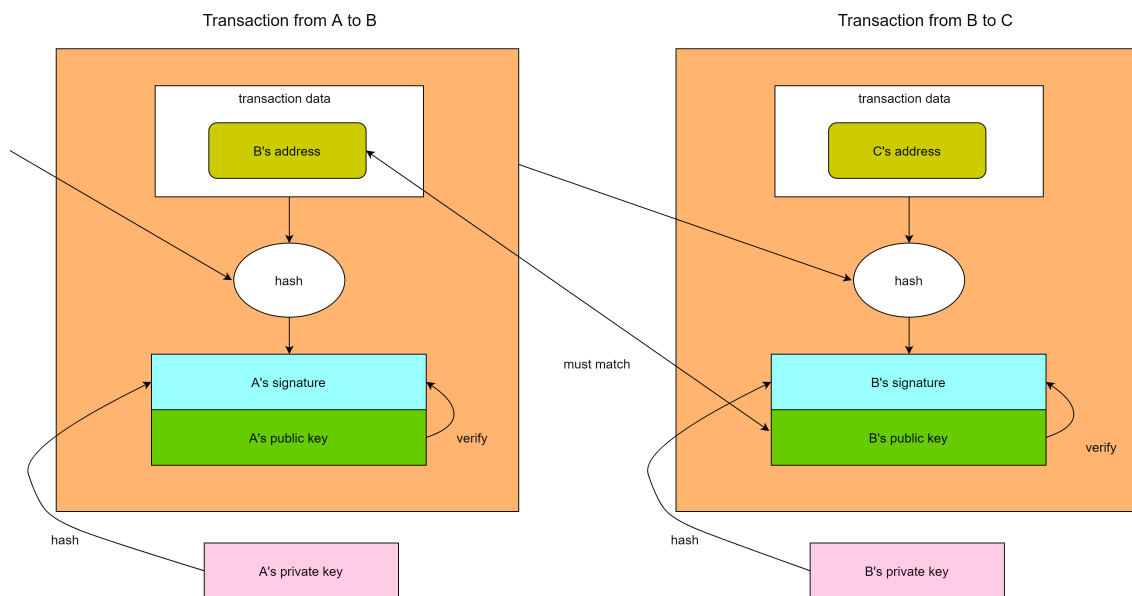 Transaction from A to B
transaction data
B's address
hash
A's signature
A's public key
verify
hash
A's private key
must match
Transaction from B to C
transaction data
C's address
hash
B's signature
B's public key
verify
hash
B's private key